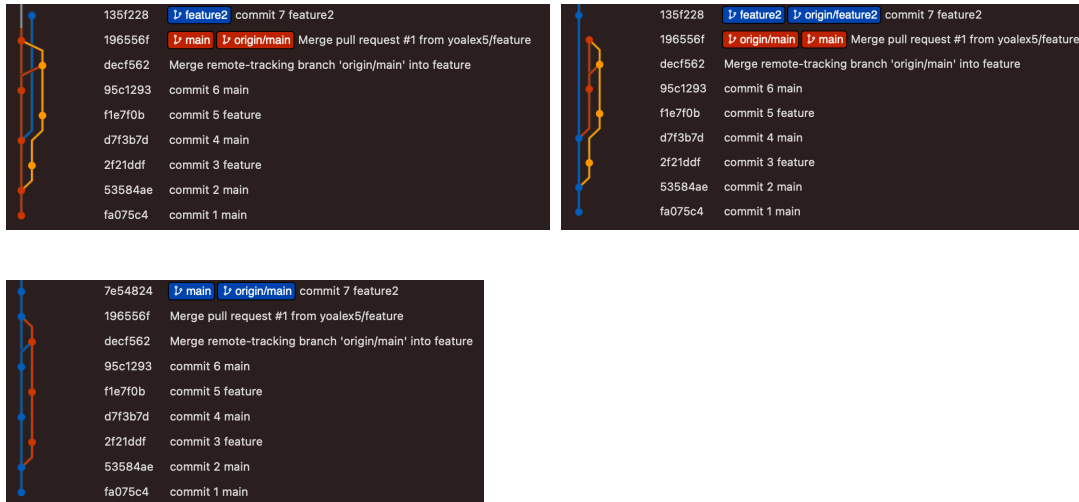 135f228 feature2 commit 7 feature2
196556f main origin/main Merge pull request #1 from yoalex5/feature
decf562 Merge remote-tracking branch 'origin/main' into feature
95c1293 commit 6 main
f1e7f0b commit 5 feature
d7f3b7d commit 4 main
2f21ddf commit 3 feature
53584ae commit 2 main
fa075c4 commit 1 main
135f228 feature2 origin/feature2 commit 7 feature2
196556f origin/main main Merge pull request #1 from yoalex5/feature
decf562 Merge remote-tracking branch 'origin/main' into feature
95c1293 commit 6 main
f1e7f0b commit 5 feature
d7f3b7d commit 4 main
2f21ddf commit 3 feature
53584ae commit 2 main
fa075c4 commit 1 main
7e54824 main origin/main commit 7 feature2
196556f Merge pull request #1 from yoalex5/feature
decf562 Merge remote-tracking branch 'origin/main' into feature
95c1293 commit 6 main
f1e7f0b commit 5 feature
d7f3b7d commit 4 main
2f21ddf commit 3 feature
53584ae commit 2 main
fa075c4 commit 1 main